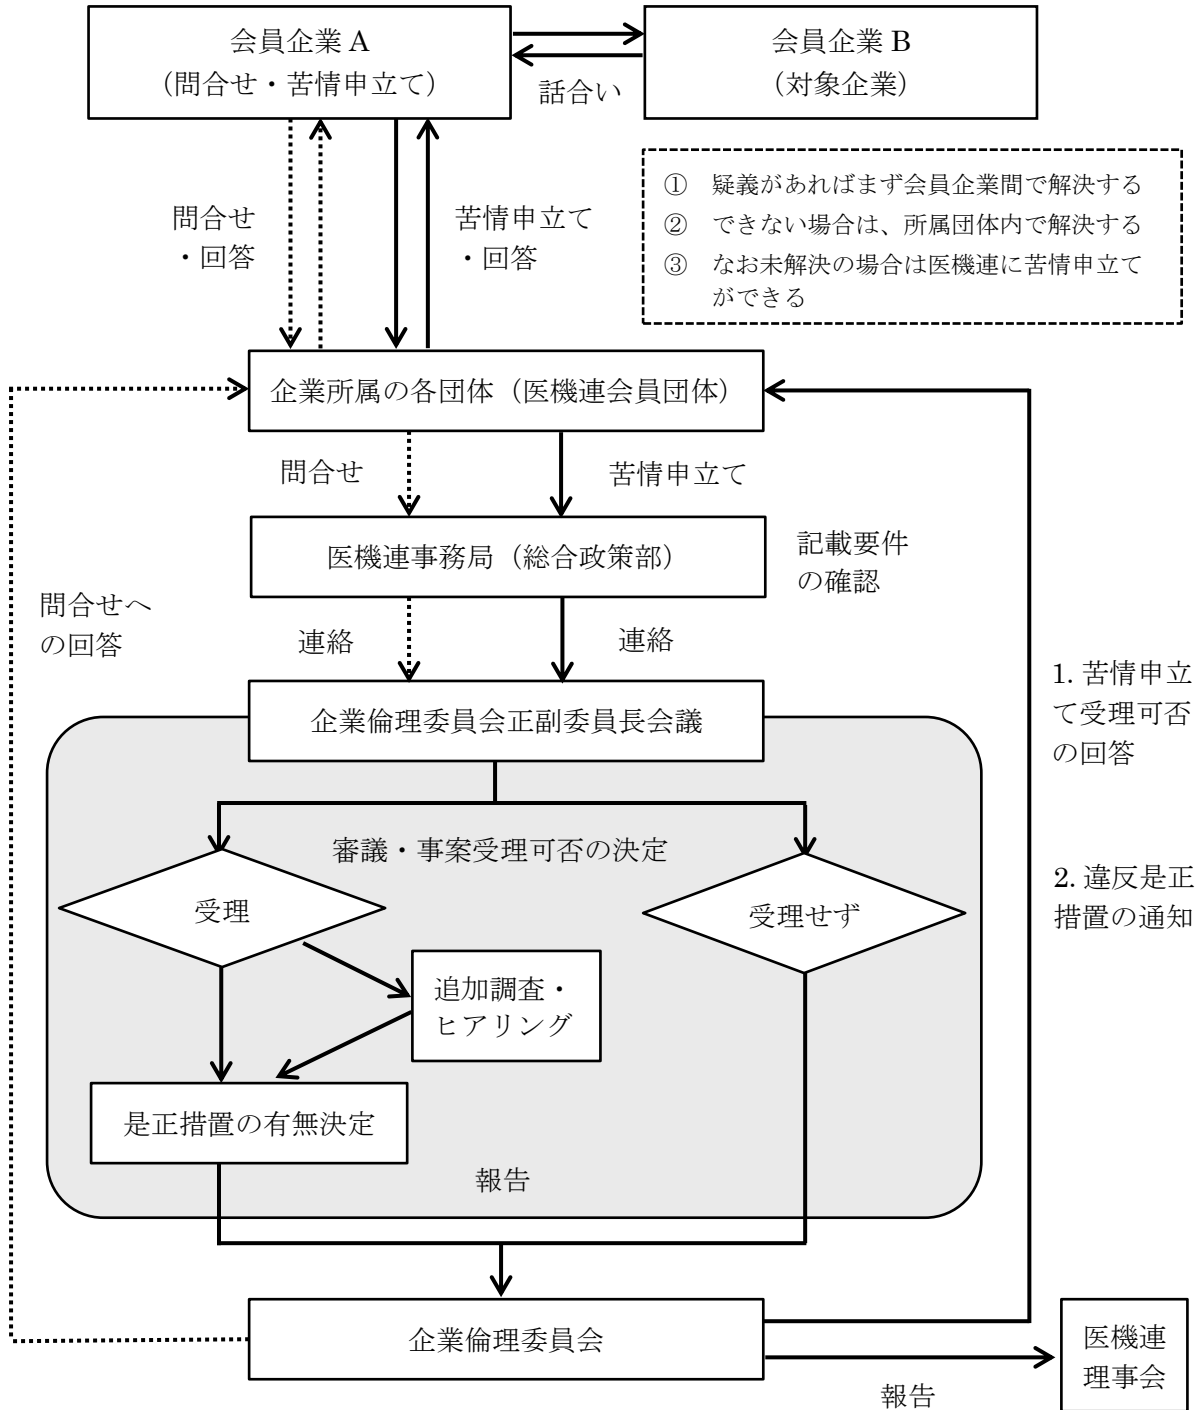 会員企業 A
（問合せ・苦情申立て）
会員企業 B
（対象企業）
話合い
① 疑義があればまず会員企業間で解決する
② できない場合は、所属団体内で解決する
③ なお未解決の場合は医機連に苦情申立て
ができる
問合せ
・回答
苦情申立て
・回答
企業所属の各団体（医機連会員団体）
問合せ
苦情申立て
医機連事務局（総合政策部）
記載要件
の確認
問合せへ
の回答
連絡
連絡
企業倫理委員会正副委員長会議
1. 苦情申立
て受理可否
の回答
審議・事案受理可否の決定
受理
受理せず
2. 違反是正
措置の通知
追加調査・
ヒアリング
是正措置の有無決定
報告
企業倫理委員会
医機連
理事会
報告